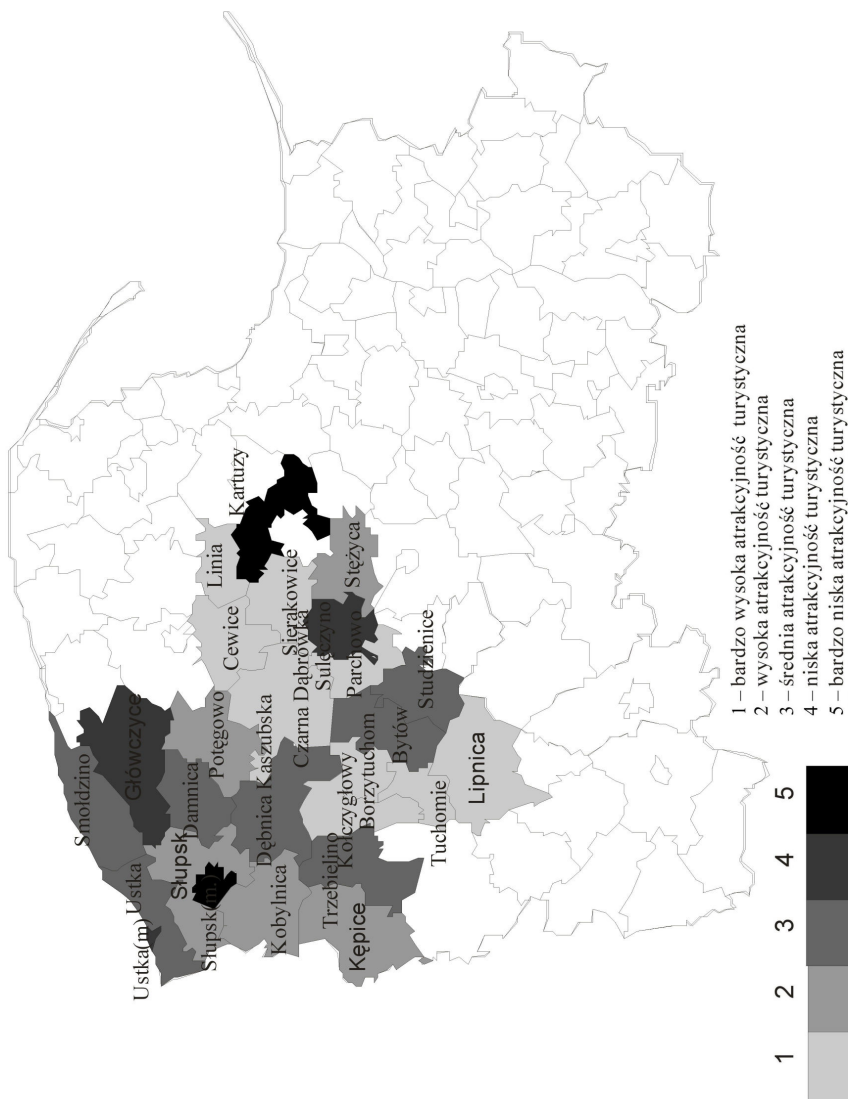 Smołdzino
Główczyce
Ustka
Ustka(m)
Damnica
Potęgowo
Słupsk
Słupsk(m.)
Cewice
Linia
Kartuzy
Dębnica Kaszubska
Kobylnica
Czarna Dąbrówka
Sierakowice
Sulęczyno
Stężyca
Trzebielino
Kołczygłowy
Borzytuchom
Parchowo
Kępice
Bytów
Studzienice
Tuchomie
Lipnica
1 – bardzo wysoka atrakcyjność turystyczna
2 – wysoka atrakcyjność turystyczna
3 – średnia atrakcyjność turystyczna
4 – niska atrakcyjność turystyczna
5 – bardzo niska atrakcyjność turystyczna
1 2 3 4 5